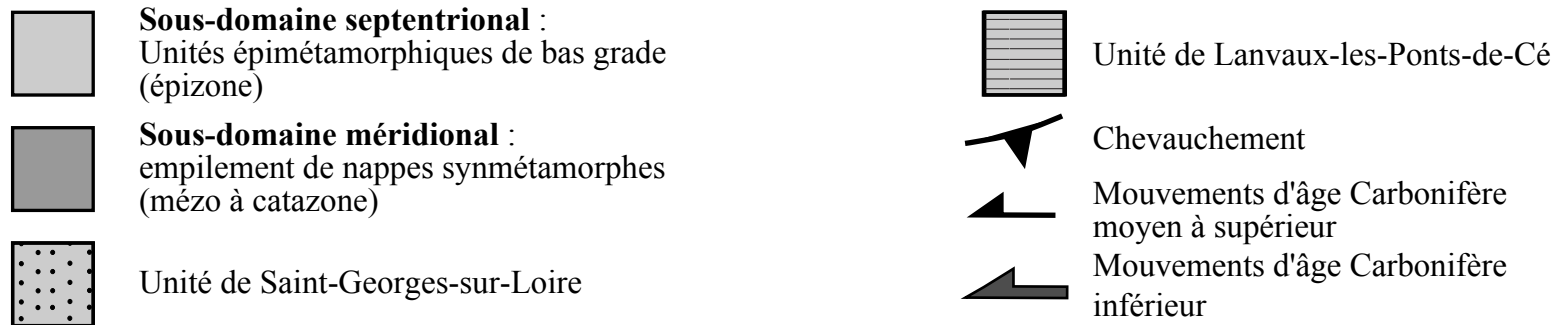 Sous-domaine septentrional :
Unités épimétamorphiques de bas grade
(épizone)
Sous-domaine méridional :
empilement de nappes synmétamorphes
(mézo à catazone)
Unité de Saint-Georges-sur-Loire
Unité de Lanvaux-les-Ponts-de-Cé
Chevauchement
Mouvements d'âge Carbonifère
moyen à supérieur
Mouvements d'âge Carbonifère
inférieur